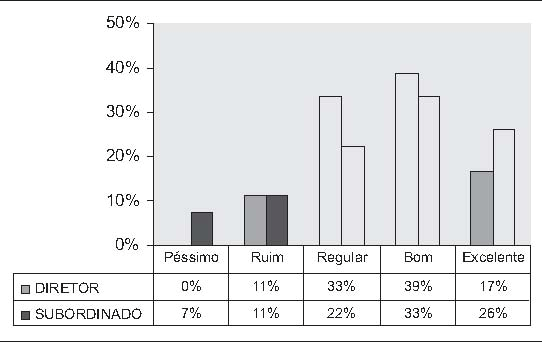 50%
40%
30%
20%
10%
0%
Péssimo Ruim Regular Bom Excelente
DIRETOR 0% 11% 33% 39% 17%
SUBORDINADO 7% 11% 22% 33% 26%